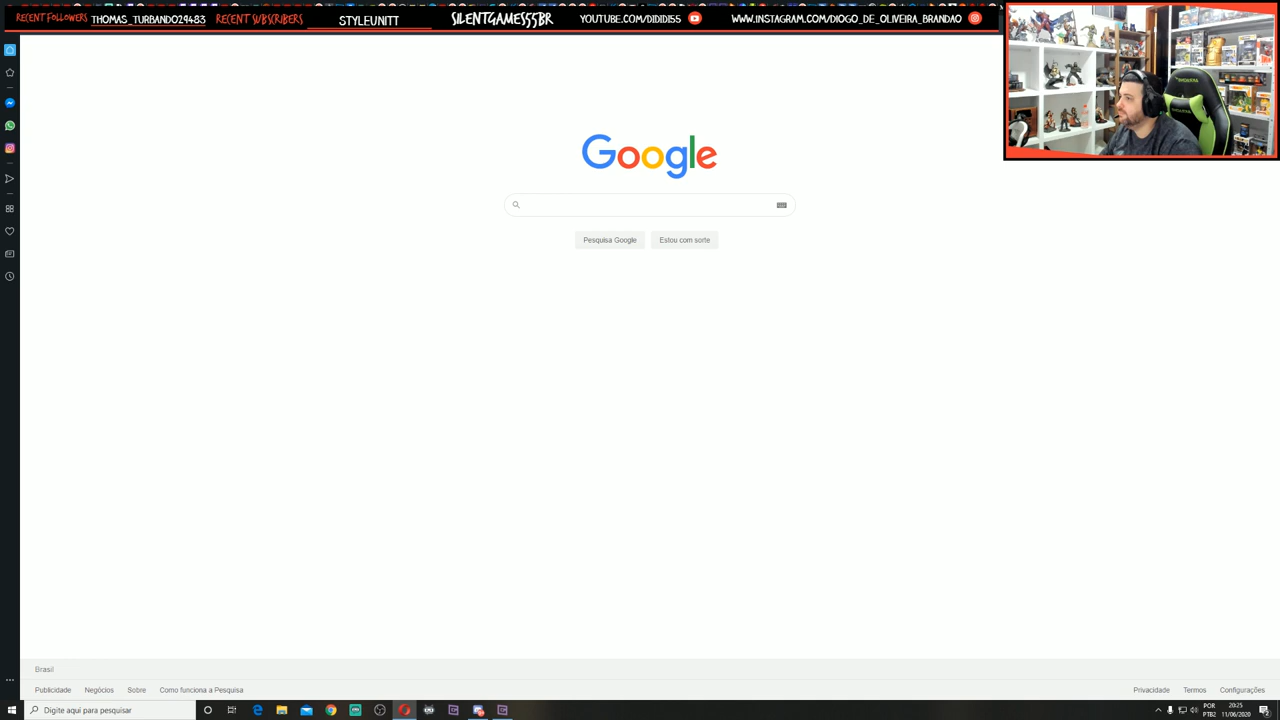 RECENT FOLLOWERS THOMAS_TURBANDO29483 RECENT SUBSCRIBERS STYLEUNITT SILENTGAMES55BR YOUTUBE.COM/DIDIDI55 WWW.INSTAGRAM.COM/DIOGO_DE_OLIVEIRA_BRANDAO
Google
Pesquisa Google Estou com sorte
Brasil
Publicidade Negócios Sobre Como funciona a Pesquisa Privacidade Termos Configurações
Digite aqui para pesquisar
POR 20:25
PTB2 11/06/2020